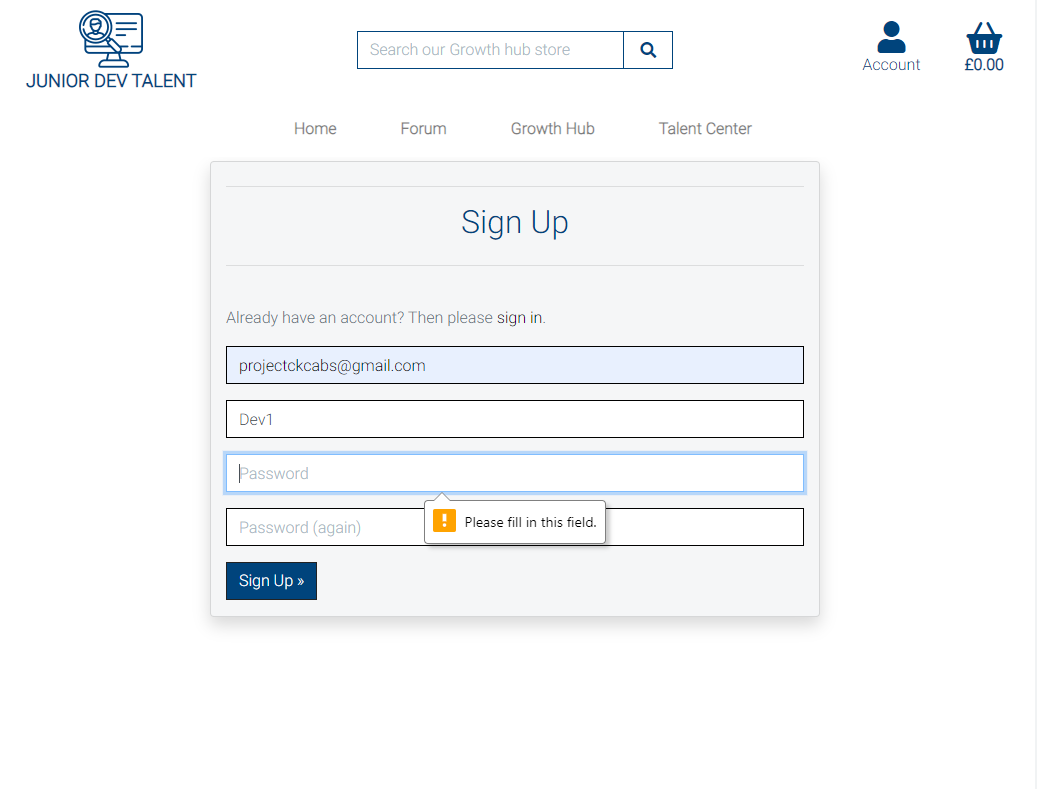 JUNIOR DEV TALENT
Search our Growth hub store
Account
£0.00
Home Forum Growth Hub Talent Center
Sign Up
Already have an account? Then please sign in.
projectckcabs@gmail.com
Dev1
Password
Please fill in this field.
Password (again)
Sign Up »